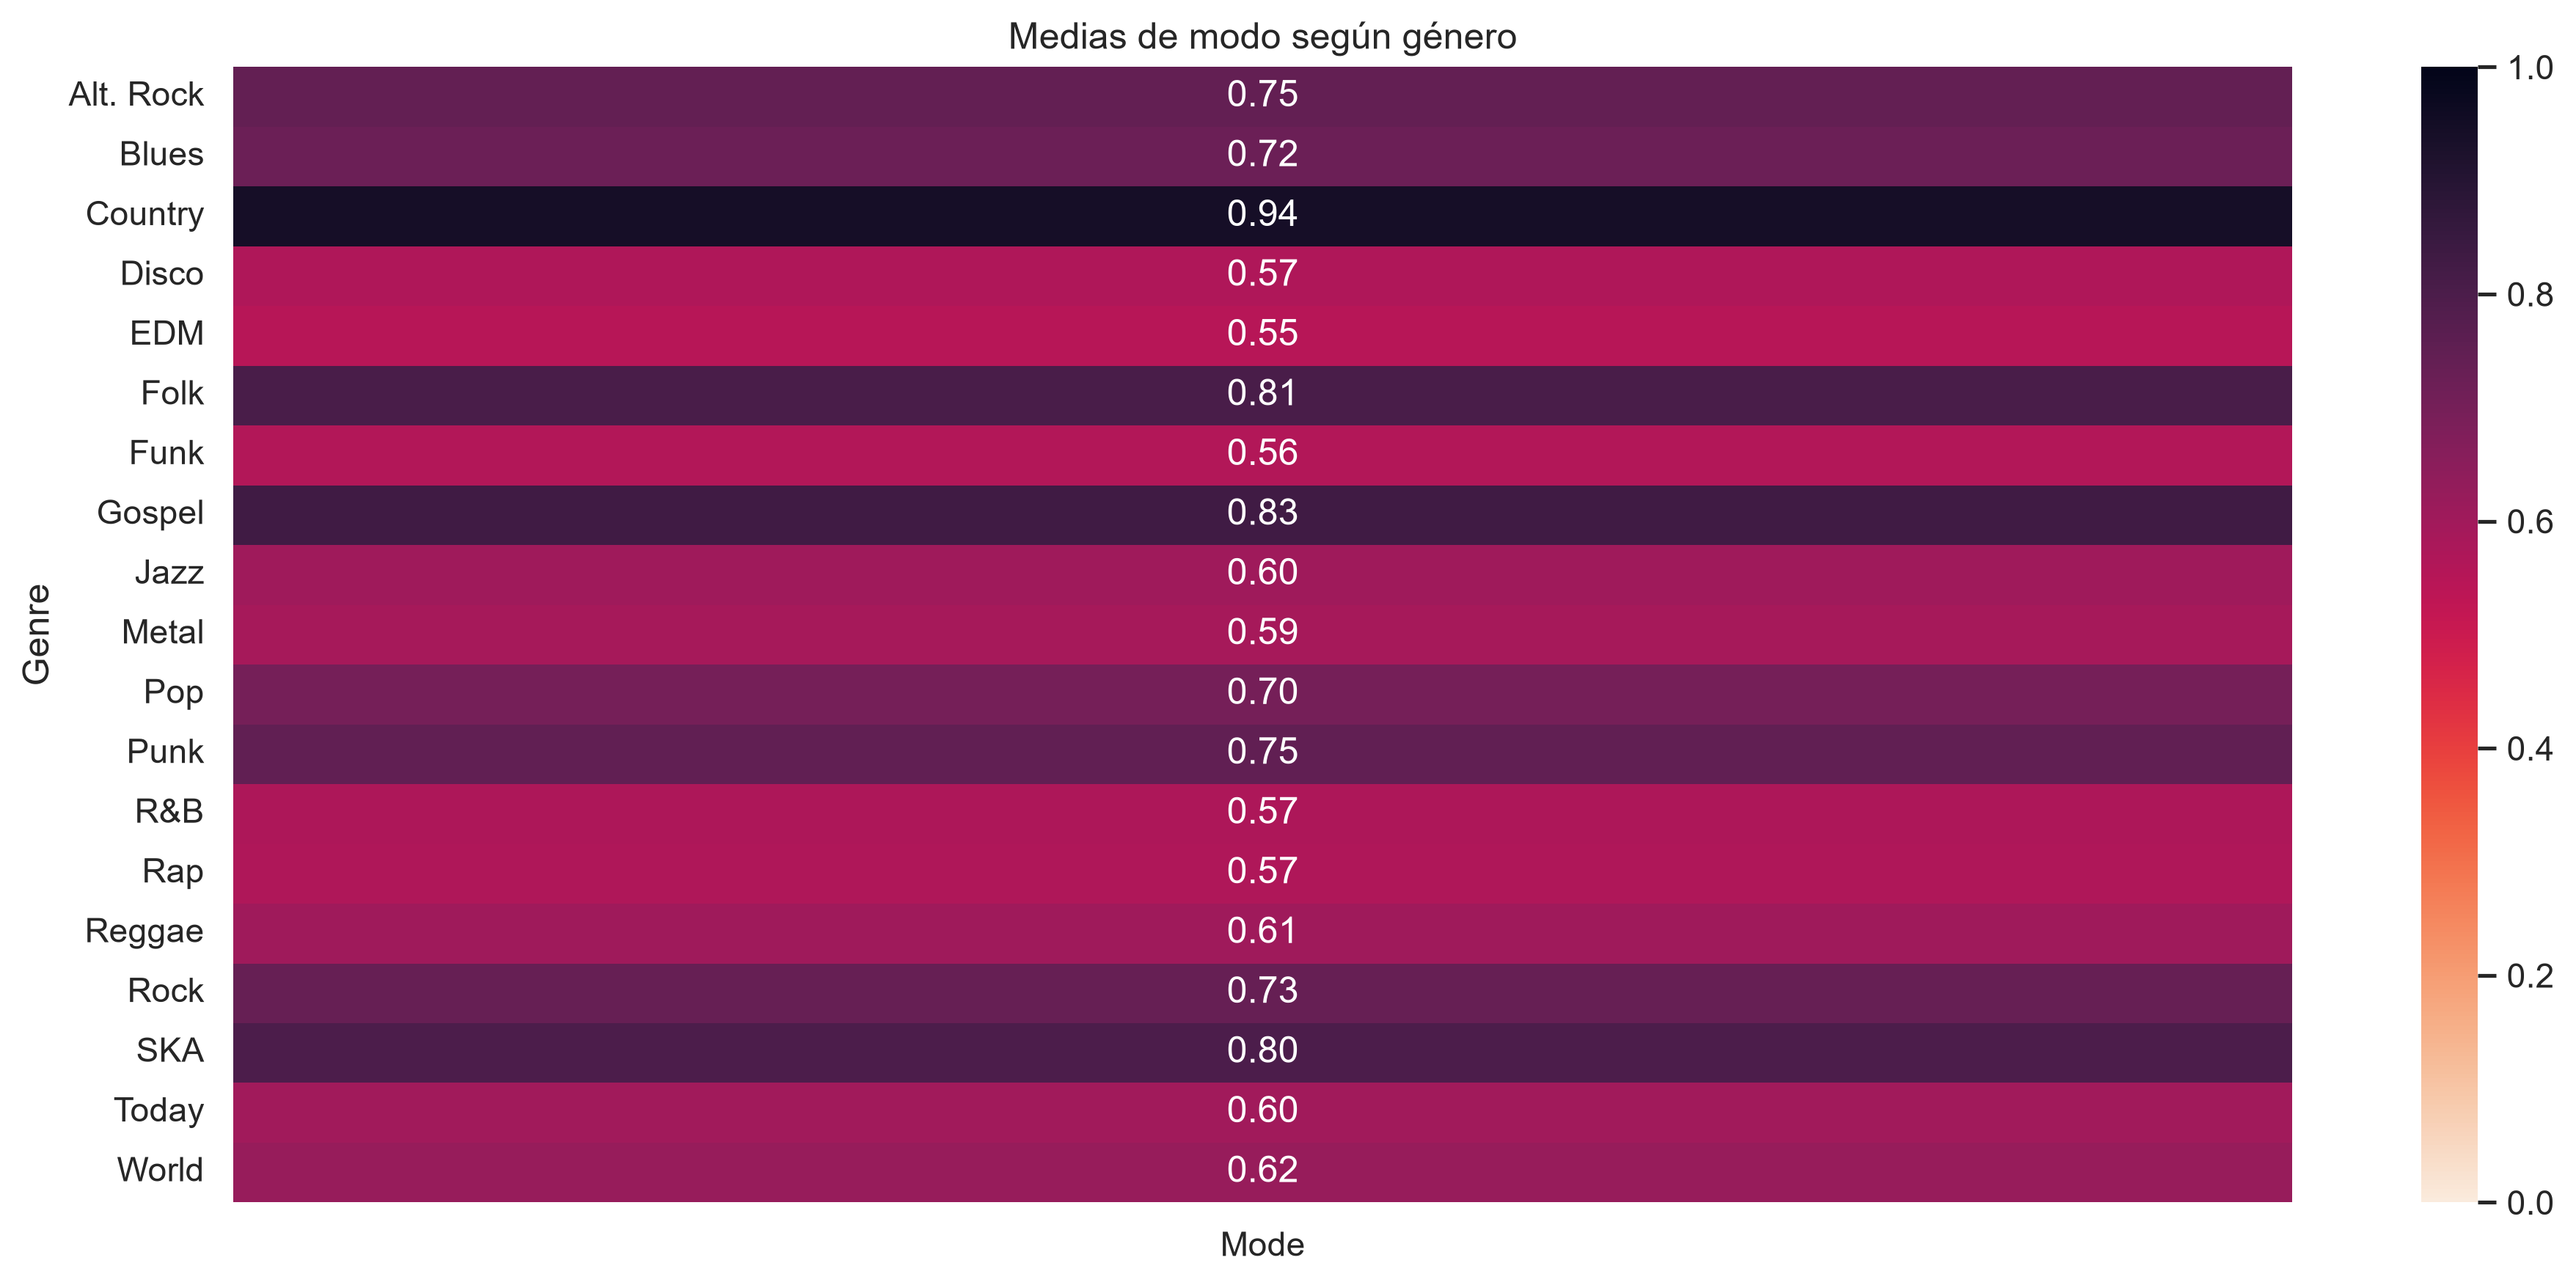 Medias de modo según género
Genre
Alt. Rock 0.75
Blues 0.72
Country 0.94
Disco 0.57
EDM 0.55
Folk 0.81
Funk 0.56
Gospel 0.83
Jazz 0.60
Metal 0.59
Pop 0.70
Punk 0.75
R&B 0.57
Rap 0.57
Reggae 0.61
Rock 0.73
SKA 0.80
Today 0.60
World 0.62
Mode
1.0
0.8
0.6
0.4
0.2
0.0